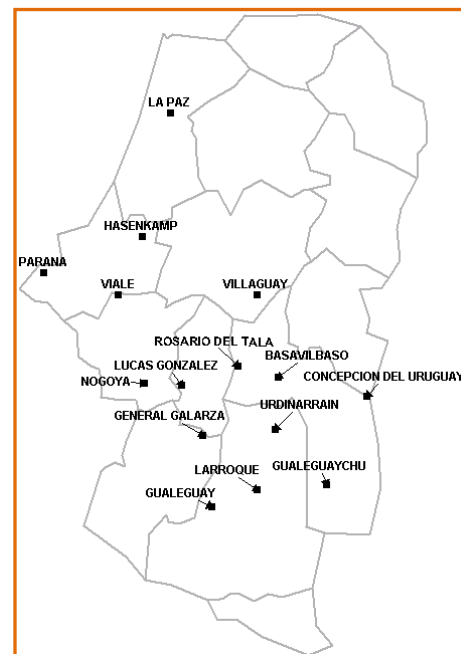 LA PAZ
HASENKAMP
PARANA
VIALE
VILLAGUAY
ROSARIO DEL TALA
BASAVILBASO
LUCAS GONZALEZ
CONCEPCION DEL URUGUAY
NOGOYA
GENERAL GALARZA
URDINARRAIN
LARROQUE
GUALEGUAYCHU
GUALEGUAY